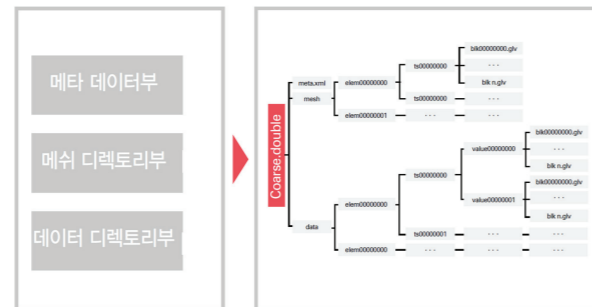 메타 데이터부
메쉬 디렉토리부
데이터 디렉토리부
Coarse.double
meta.xml
mesh
elem00000000
ts00000000
blk00000000.glv
- - -
blk n.glv
ts00000000
- - -
- - -
elem00000001
- - -
- - -
data
elem00000000
ts00000000
value00000000
blk00000000.glv
- - -
blk n.glv
value00000001
blk00000000.glv
- - -
blk n.glv
ts00000001
- - -
- - -
elem00000000
- - -
- - -
- - -